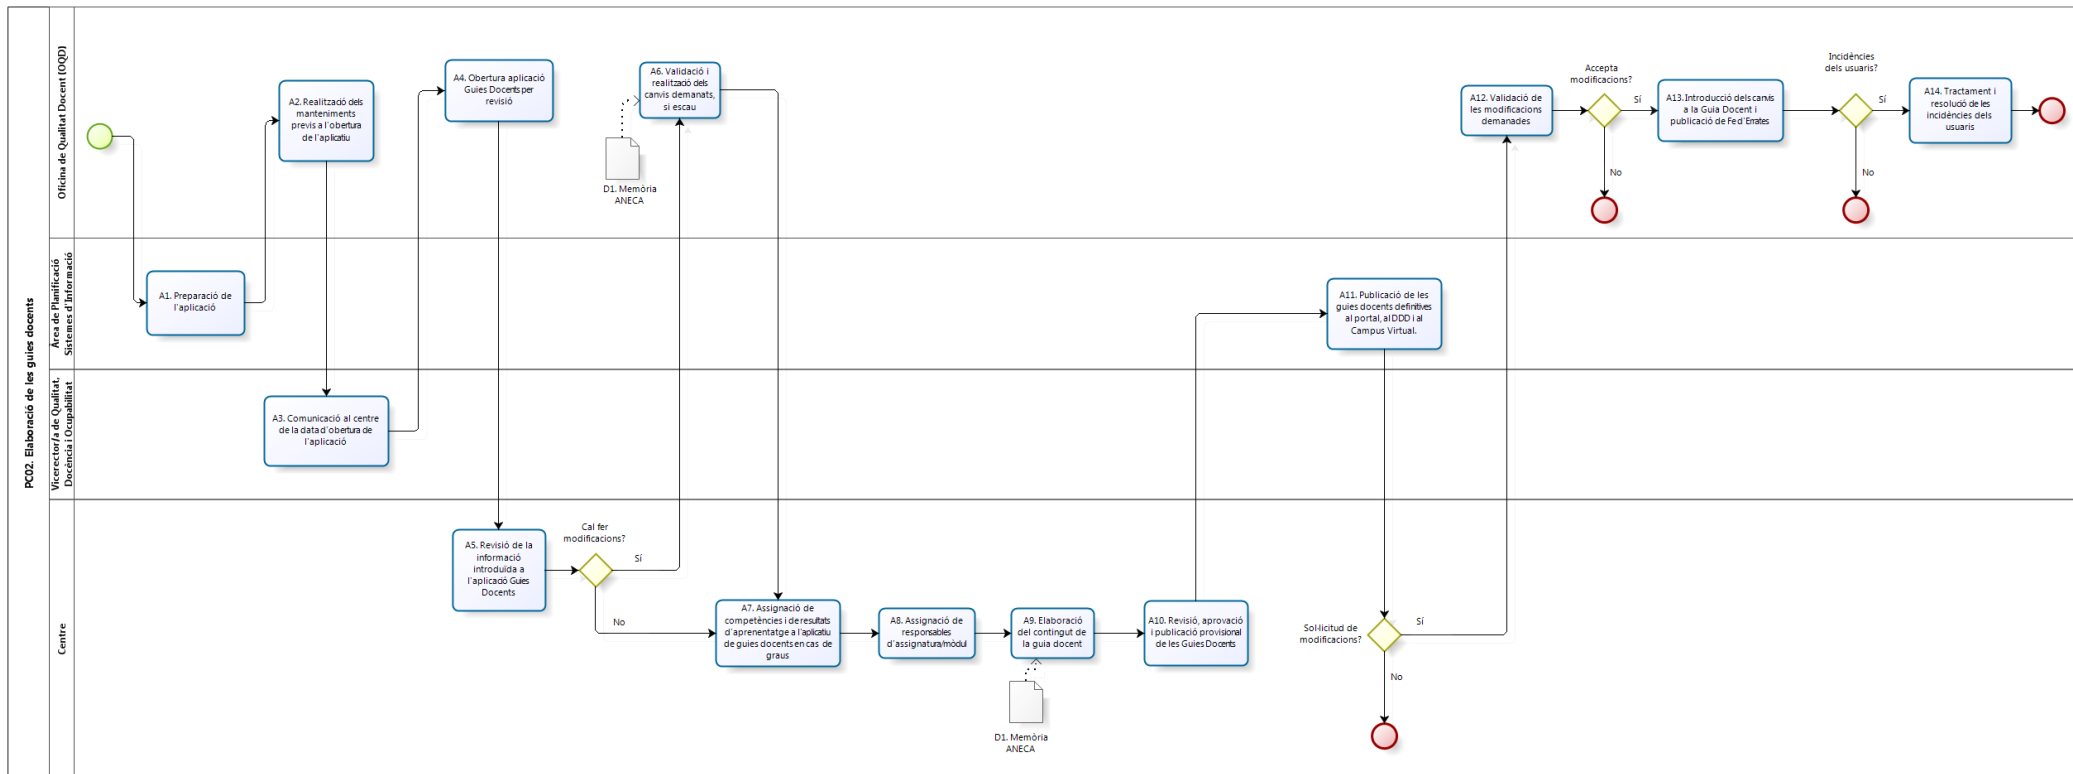 PC02. Elaboració de les guies docents
Oficina de Qualitat Docent (OQD)
A2. Realització dels
manteniments
previs a l'obertura
de l'aplicatiu
A4. Obertura aplicació
Guies Docents per
revisió
A6. Validació i
realització dels
canvis demanats,
si escau
D1. Memòria
ANECA
A12. Validació de
les modificacions
demanades
Accepta
modificacions?
Sí
No
A13. Introducció dels canvis
a la Guia Docent i
publicació de Fe d'Errates
Incidències
dels usuaris?
Sí
No
A14. Tractament i
resolució de les
incidències dels
usuaris
Àrea de Planificació
Sistemes d'Informació
A1. Preparació de
l'aplicació
A11. Publicació de les
guies docents definitives
al portal, al DDD i al
Campus Virtual.
Vicerector/a de Qualitat,
Docència i Ocupabilitat
A3. Comunicació al centre
de la data d'obertura de
l'aplicació
Centre
A5. Revisió de la
informació
introduïda a
l'aplicació Guies
Docents
Cal fer
modificacions?
Sí
No
A7. Assignació de
competències i de resultats
d'aprenentatge a l'aplicatiu
de guies docents en cas de
graus
A8. Assignació de
responsables
d'assignatura/mòdul
A9. Elaboració
del contingut de
la guia docent
D1. Memòria
ANECA
A10. Revisió, aprovació
i publicació provisional
de les Guies Docents
Sol·licitud de
modificacions?
Sí
No